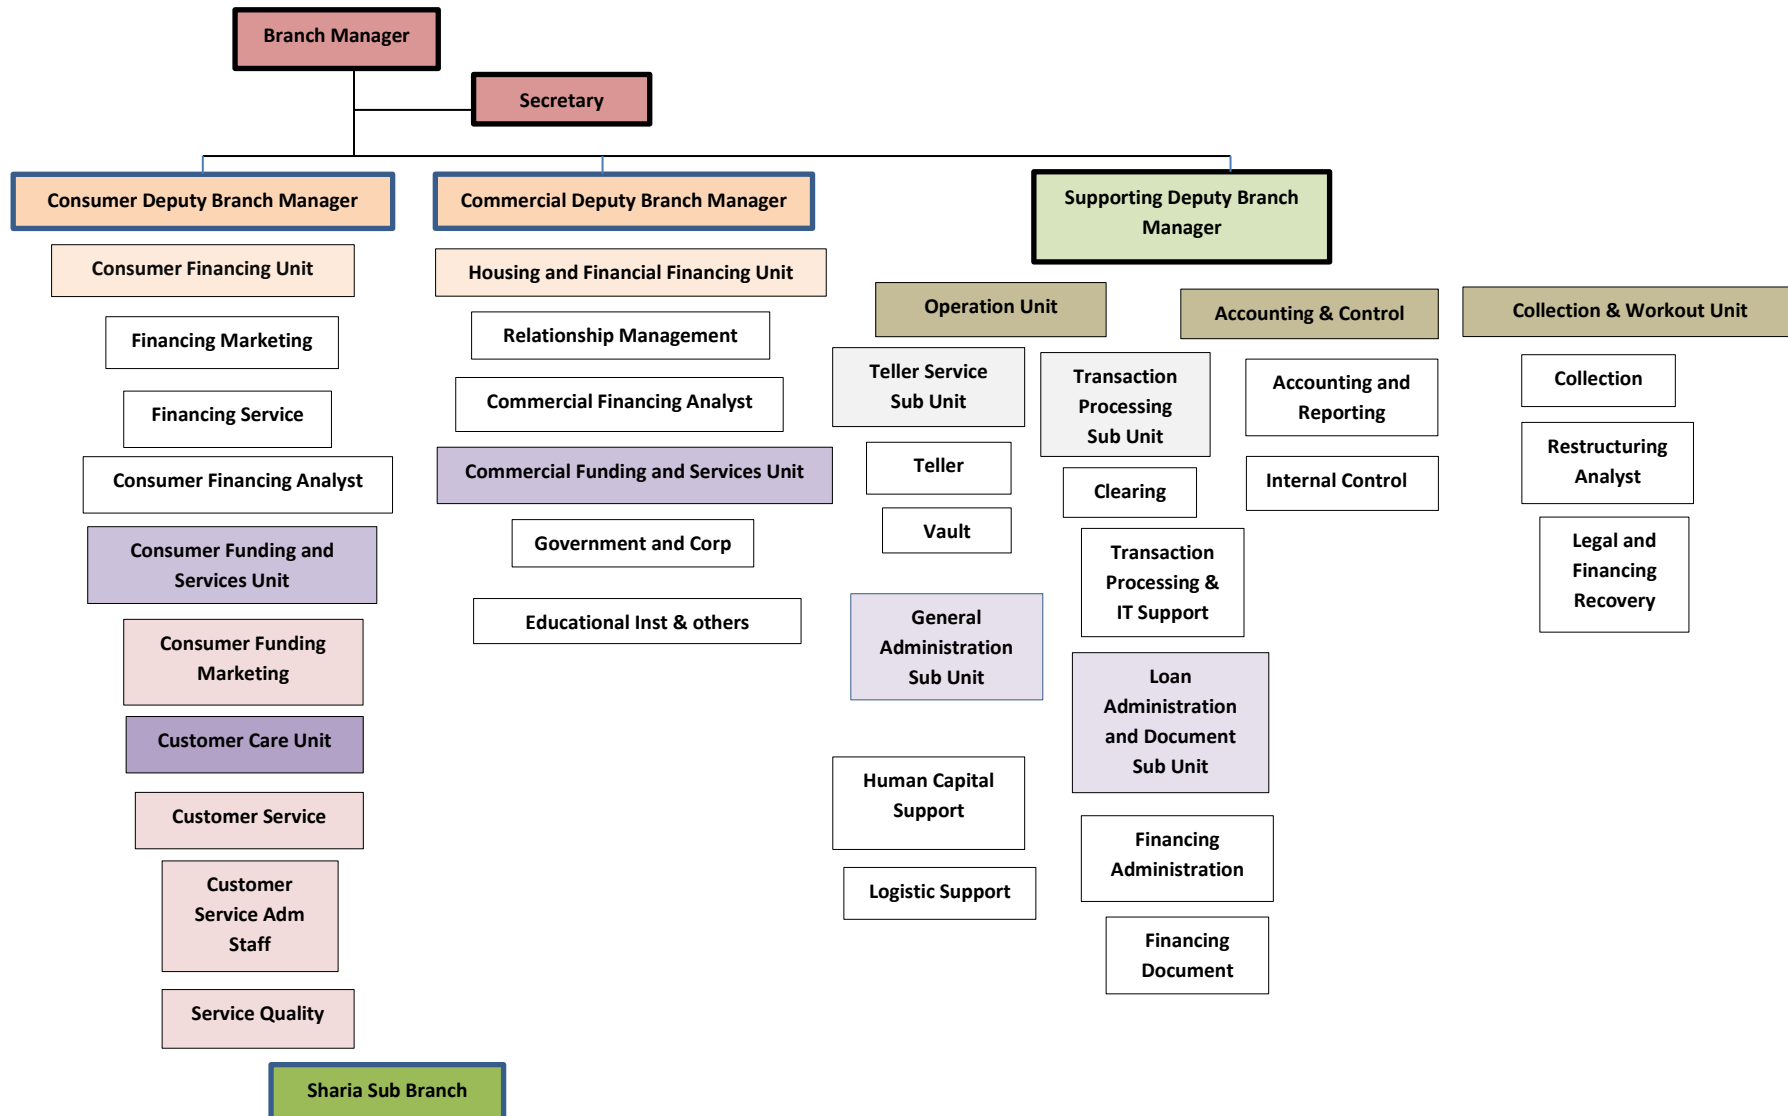 Branch Manager
Secretary
Consumer Deputy Branch Manager
Consumer Financing Unit
Financing Marketing
Financing Service
Consumer Financing Analyst
Consumer Funding and
Services Unit
Consumer Funding
Marketing
Customer Care Unit
Customer Service
Customer
Service Adm
Staff
Service Quality
Sharia Sub Branch
Commercial Deputy Branch Manager
Housing and Financial Financing Unit
Relationship Management
Commercial Financing Analyst
Commercial Funding and Services Unit
Government and Corp
Educational Inst & others
Supporting Deputy Branch
Manager
Operation Unit
Teller Service
Sub Unit
Teller
Vault
General
Administration
Sub Unit
Human Capital
Support
Logistic Support
Transaction
Processing
Sub Unit
Clearing
Transaction
Processing &
IT Support
Loan
Administration
and Document
Sub Unit
Financing
Administration
Financing
Document
Accounting & Control
Accounting and
Reporting
Internal Control
Collection & Workout Unit
Collection
Restructuring
Analyst
Legal and
Financing
Recovery